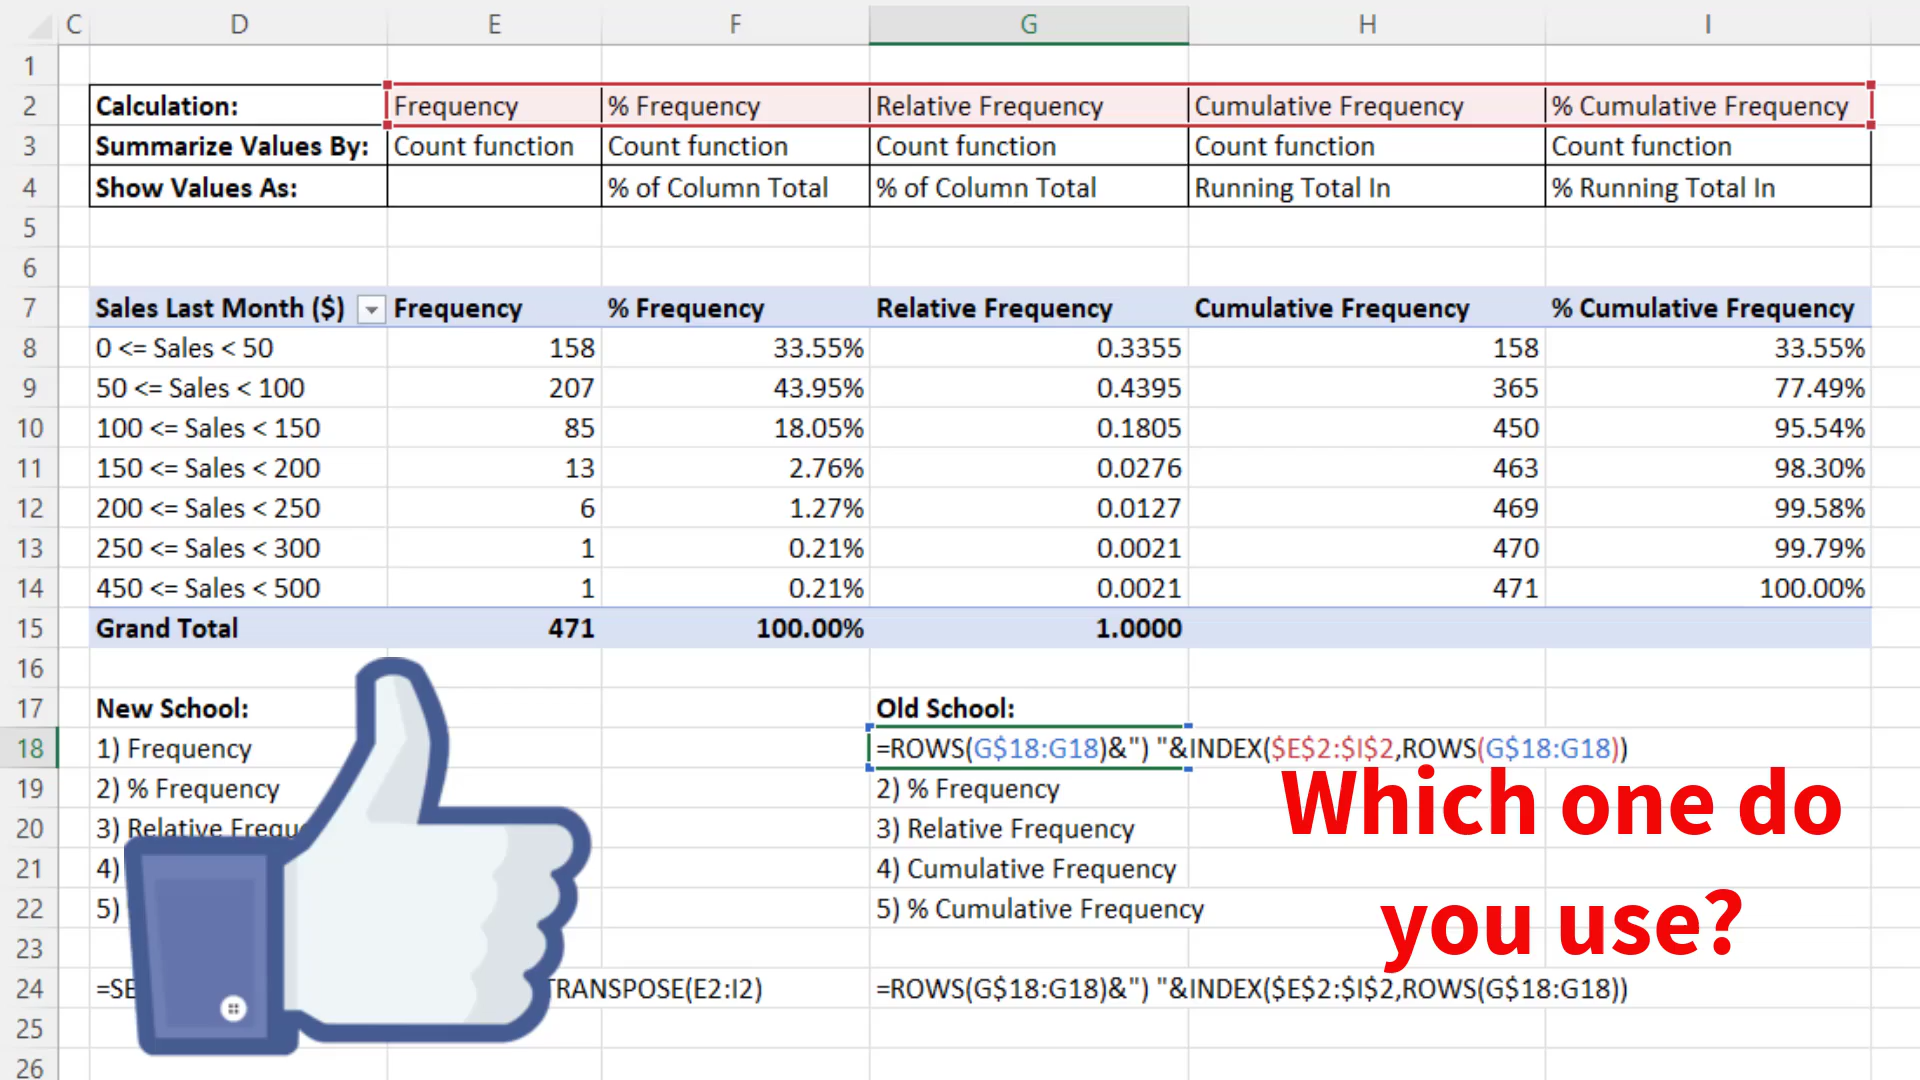 C D E F G H I
1
2 Calculation: Frequency % Frequency Relative Frequency Cumulative Frequency % Cumulative Frequency
3 Summarize Values By: Count function Count function Count function Count function Count function
4 Show Values As: % of Column Total % of Column Total Running Total In % Running Total In
5
6
7 Sales Last Month ($) Frequency % Frequency Relative Frequency Cumulative Frequency % Cumulative Frequency
8 0 <= Sales < 50 158 33.55% 0.3355 158 33.55%
9 50 <= Sales < 100 207 43.95% 0.4395 365 77.49%
10 100 <= Sales < 150 85 18.05% 0.1805 450 95.54%
11 150 <= Sales < 200 13 2.76% 0.0276 463 98.30%
12 200 <= Sales < 250 6 1.27% 0.0127 469 99.58%
13 250 <= Sales < 300 1 0.21% 0.0021 470 99.79%
14 450 <= Sales < 500 1 0.21% 0.0021 471 100.00%
15 Grand Total 471 100.00% 1.0000
16
17 New School: Old School:
18 1) Frequency =ROWS(G$18:G18)&") "&INDEX($E$2:$I$2,ROWS(G$18:G18))
19 2) % Frequency 2) % Frequency
20 3) Relative 3) Relative Frequency
21 4) 4) Cumulative Frequency
22 5) 5) % Cumulative Frequency
Which one do
you use?
23
24 =SE TRANSPOSE(E2:I2) =ROWS(G$18:G18)&") "&INDEX($E$2:$I$2,ROWS(G$18:G18))
25
26